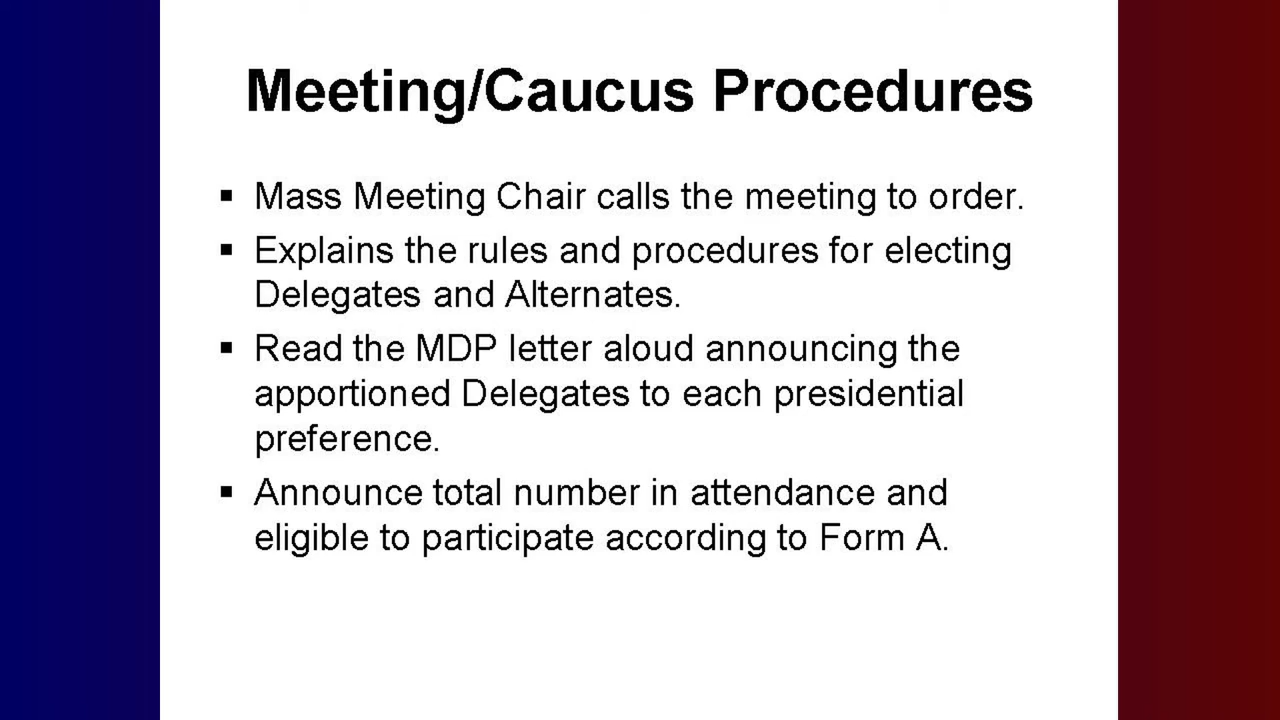 Meeting/Caucus Procedures
▪ Mass Meeting Chair calls the meeting to order.
▪ Explains the rules and procedures for electing
Delegates and Alternates.
▪ Read the MDP letter aloud announcing the
apportioned Delegates to each presidential
preference.
▪ Announce total number in attendance and
eligible to participate according to Form A.